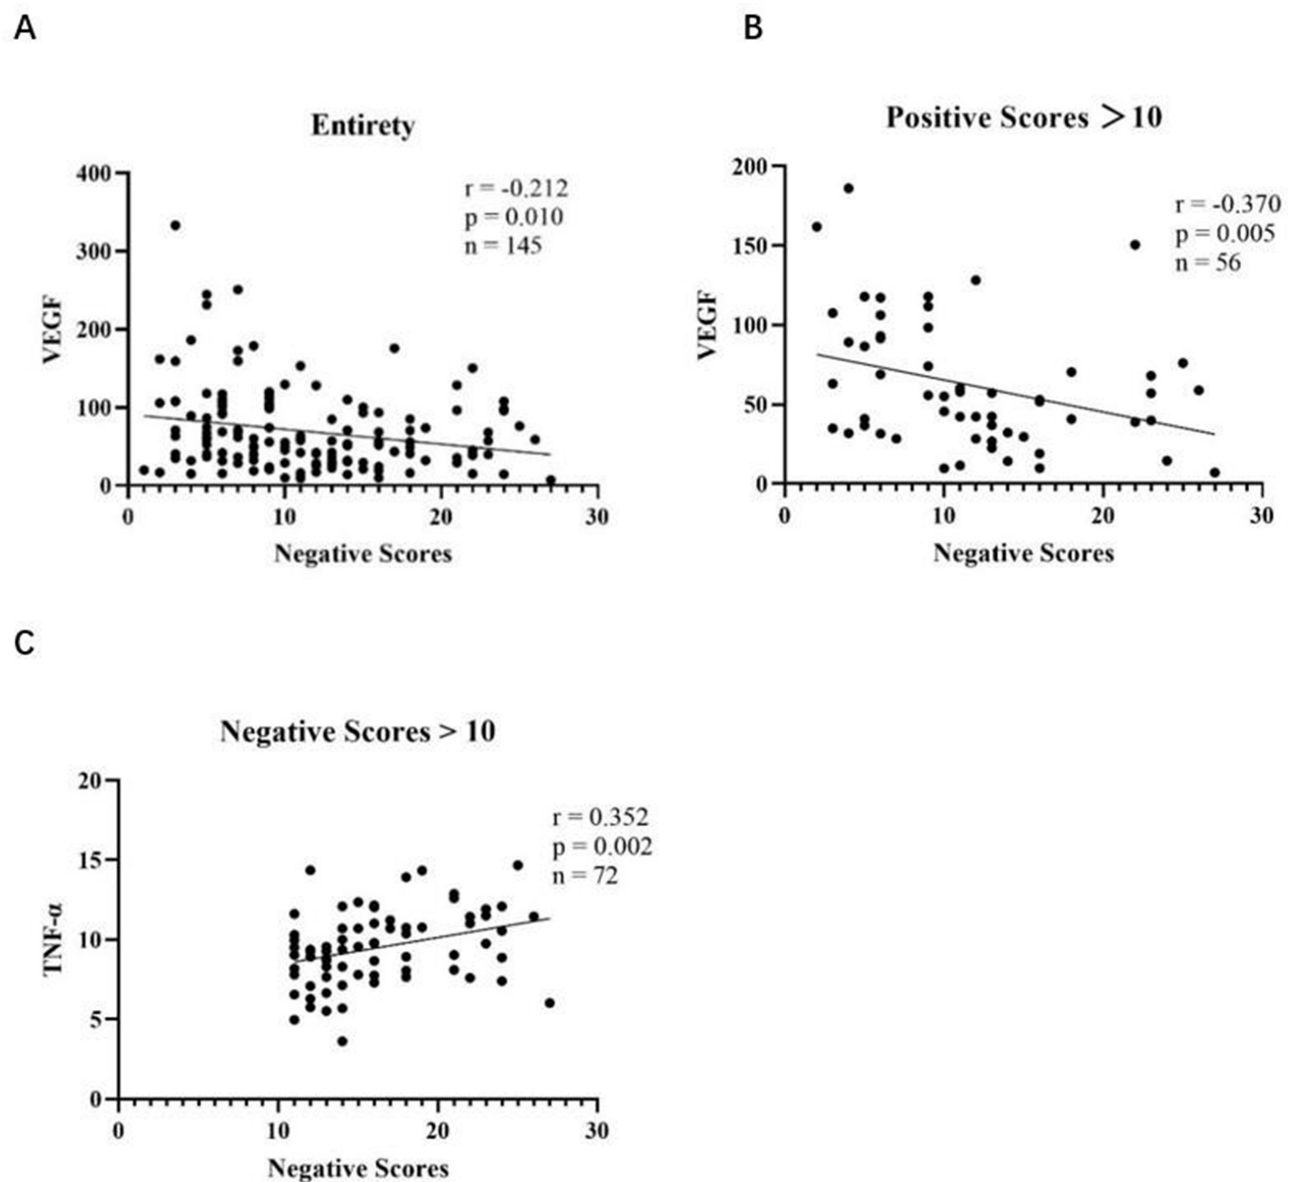 A
Entirety
400
300
200
100
0
VEGF
r = -0.212
p = 0.010
n = 145
0 10 20 30
Negative Scores
B
Positive Scores >10
200
150
100
50
0
VEGF
r = -0.370
p = 0.005
n = 56
0 10 20 30
Negative Scores
C
Negative Scores > 10
20
15
10
5
0
TNF-α
r = 0.352
p = 0.002
n = 72
0 10 20 30
Negative Scores